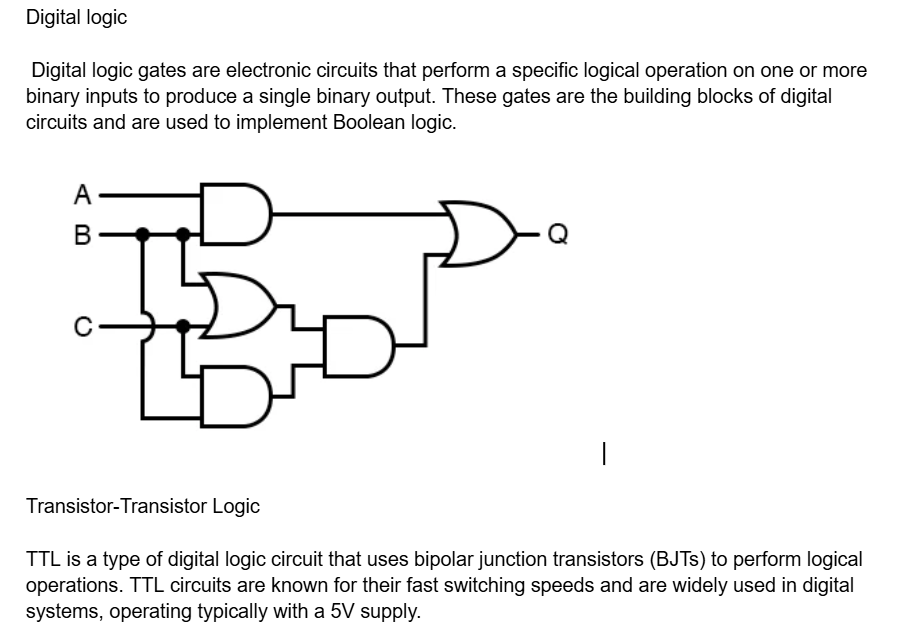 Digital logic
Digital logic gates are electronic circuits that perform a specific logical operation on one or more
binary inputs to produce a single binary output. These gates are the building blocks of digital
circuits and are used to implement Boolean logic.
A
B
Q
C
Transistor-Transistor Logic
TTL is a type of digital logic circuit that uses bipolar junction transistors (BJTs) to perform logical
operations. TTL circuits are known for their fast switching speeds and are widely used in digital
systems, operating typically with a 5V supply.